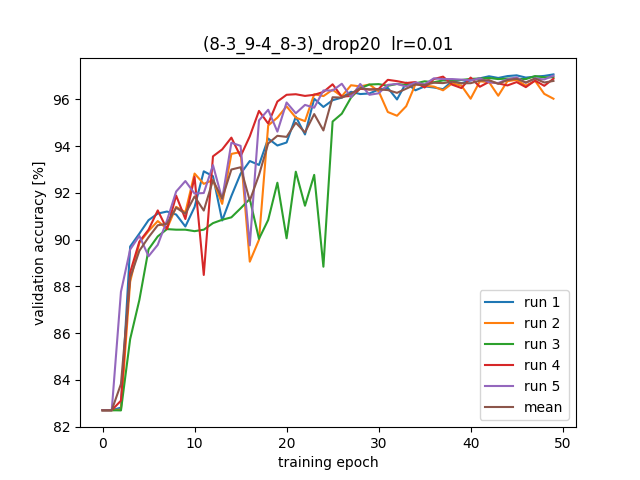 (8-3_9-4_8-3)_drop20  lr=0.01
validation accuracy [%]
96
94
92
90
88
86
84
82
0
10
20
30
40
50
training epoch
run 1
run 2
run 3
run 4
run 5
mean